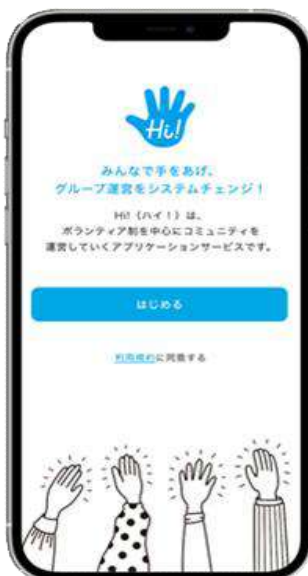 Hi!
みんなで手をあげ、
グループ運営をシステムチェンジ！
Hi!（ハイ！）は、
ボランティア制を中心にコミュニティを
運営していくアプリケーションサービスです。
はじめる
利用規約に同意する